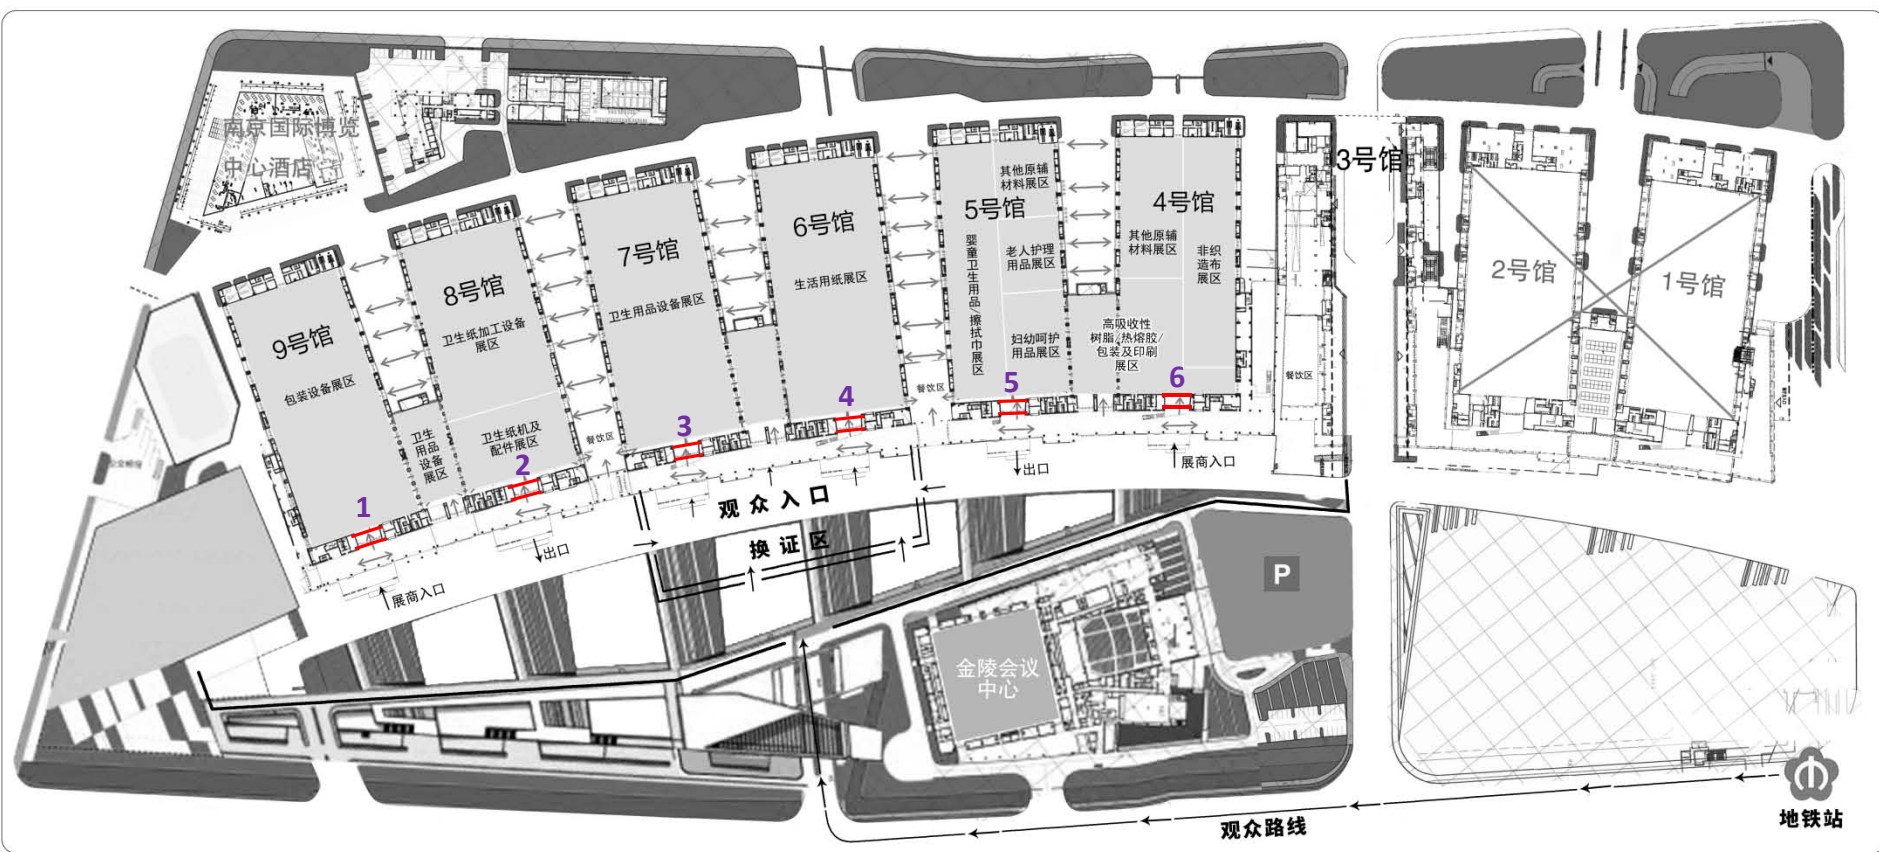 南京国际博览
中心酒店
9号馆
包装设备展区
8号馆
卫生纸加工设备
展区
卫生
用品
设备
展区
卫生纸机及
配件展区
7号馆
卫生用品设备展区
餐饮区
6号馆
生活用纸展区
餐饮区
5号馆
其他原辅
材料展区
婴童卫生用品/擦拭巾展区
老人护理
用品展区
妇幼呵护
用品展区
4号馆
其他原辅
材料展区
非织
造布
展区
高吸收性
树脂/热熔胶/
包装及印刷
展区
3号馆
餐饮区
2号馆
1号馆
1
2
3
4
5
6
展商入口
出口
观众入口
换证区
出口
展商入口
P
金陵会议
中心
观众路线
地铁站